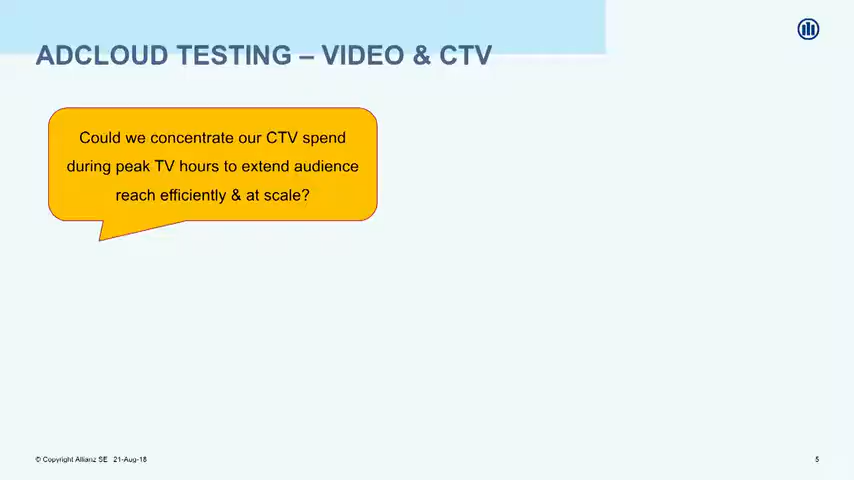 ADCLOUD TESTING – VIDEO & CTV
Could we concentrate our CTV spend
during peak TV hours to extend audience
reach efficiently & at scale?
© Copyright Allianz SE 21-Aug-18
5